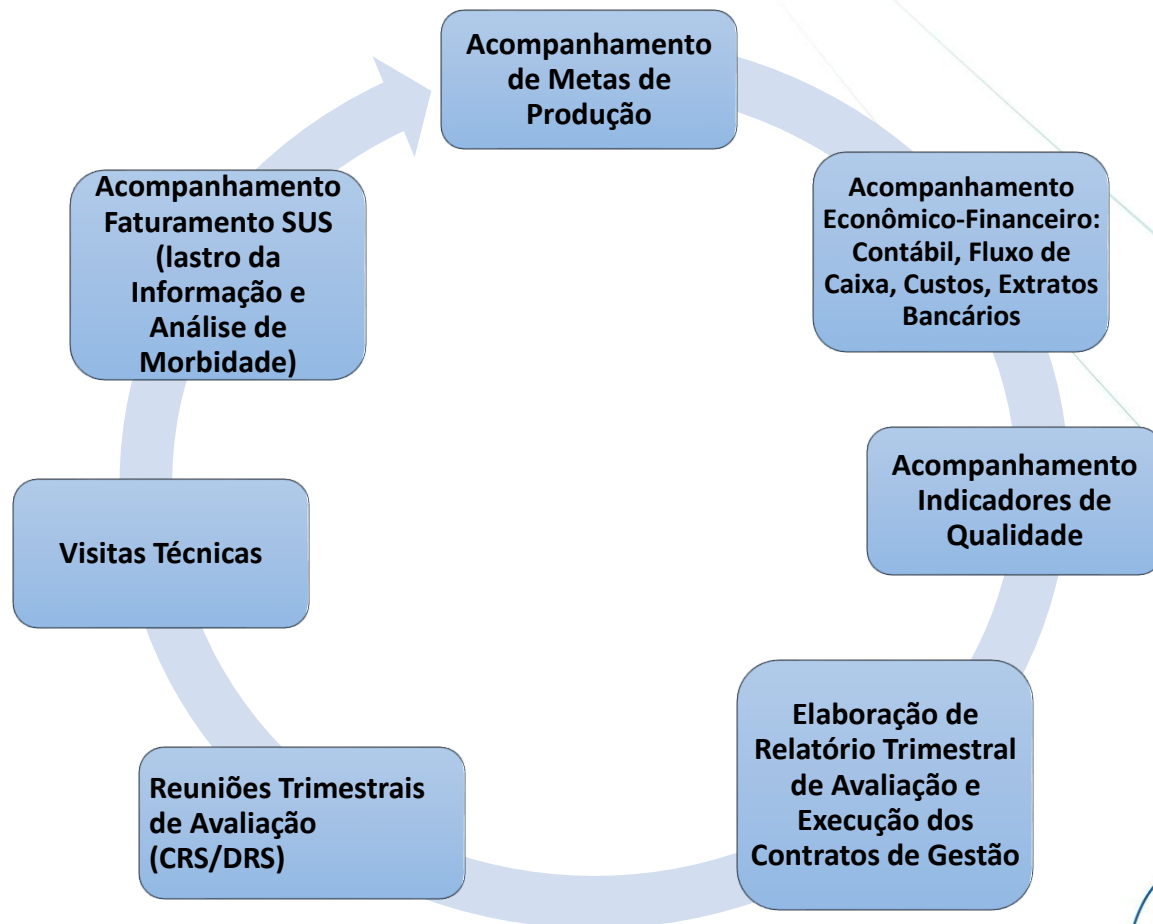 Acompanhamento
de Metas de
Produção
Acompanhamento
Econômico-Financeiro:
Contábil, Fluxo de
Caixa, Custos, Extratos
Bancários
Acompanhamento
Indicadores de
Qualidade
Elaboração de
Relatório Trimestral
de Avaliação e
Execução dos
Contratos de Gestão
Reuniões Trimestrais
de Avaliação
(CRS/DRS)
Visitas Técnicas
Acompanhamento
Faturamento SUS
(lastro da
Informação e
Análise de
Morbidade)